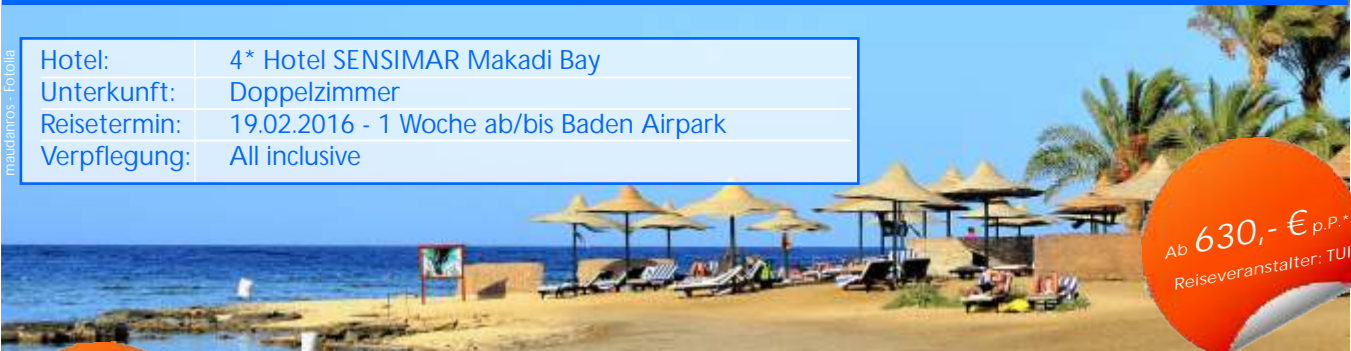 Hotel: 4* Hotel SENSIMAR Makadi Bay
Unterkunft: Doppelzimmer
Reisetermin: 19.02.2016 - 1 Woche ab/bis Baden Airpark
Verpflegung: All inclusive
maudanros - Fotolia
Ab 630,- € p.P.*
Reiseveranstalter: TUI